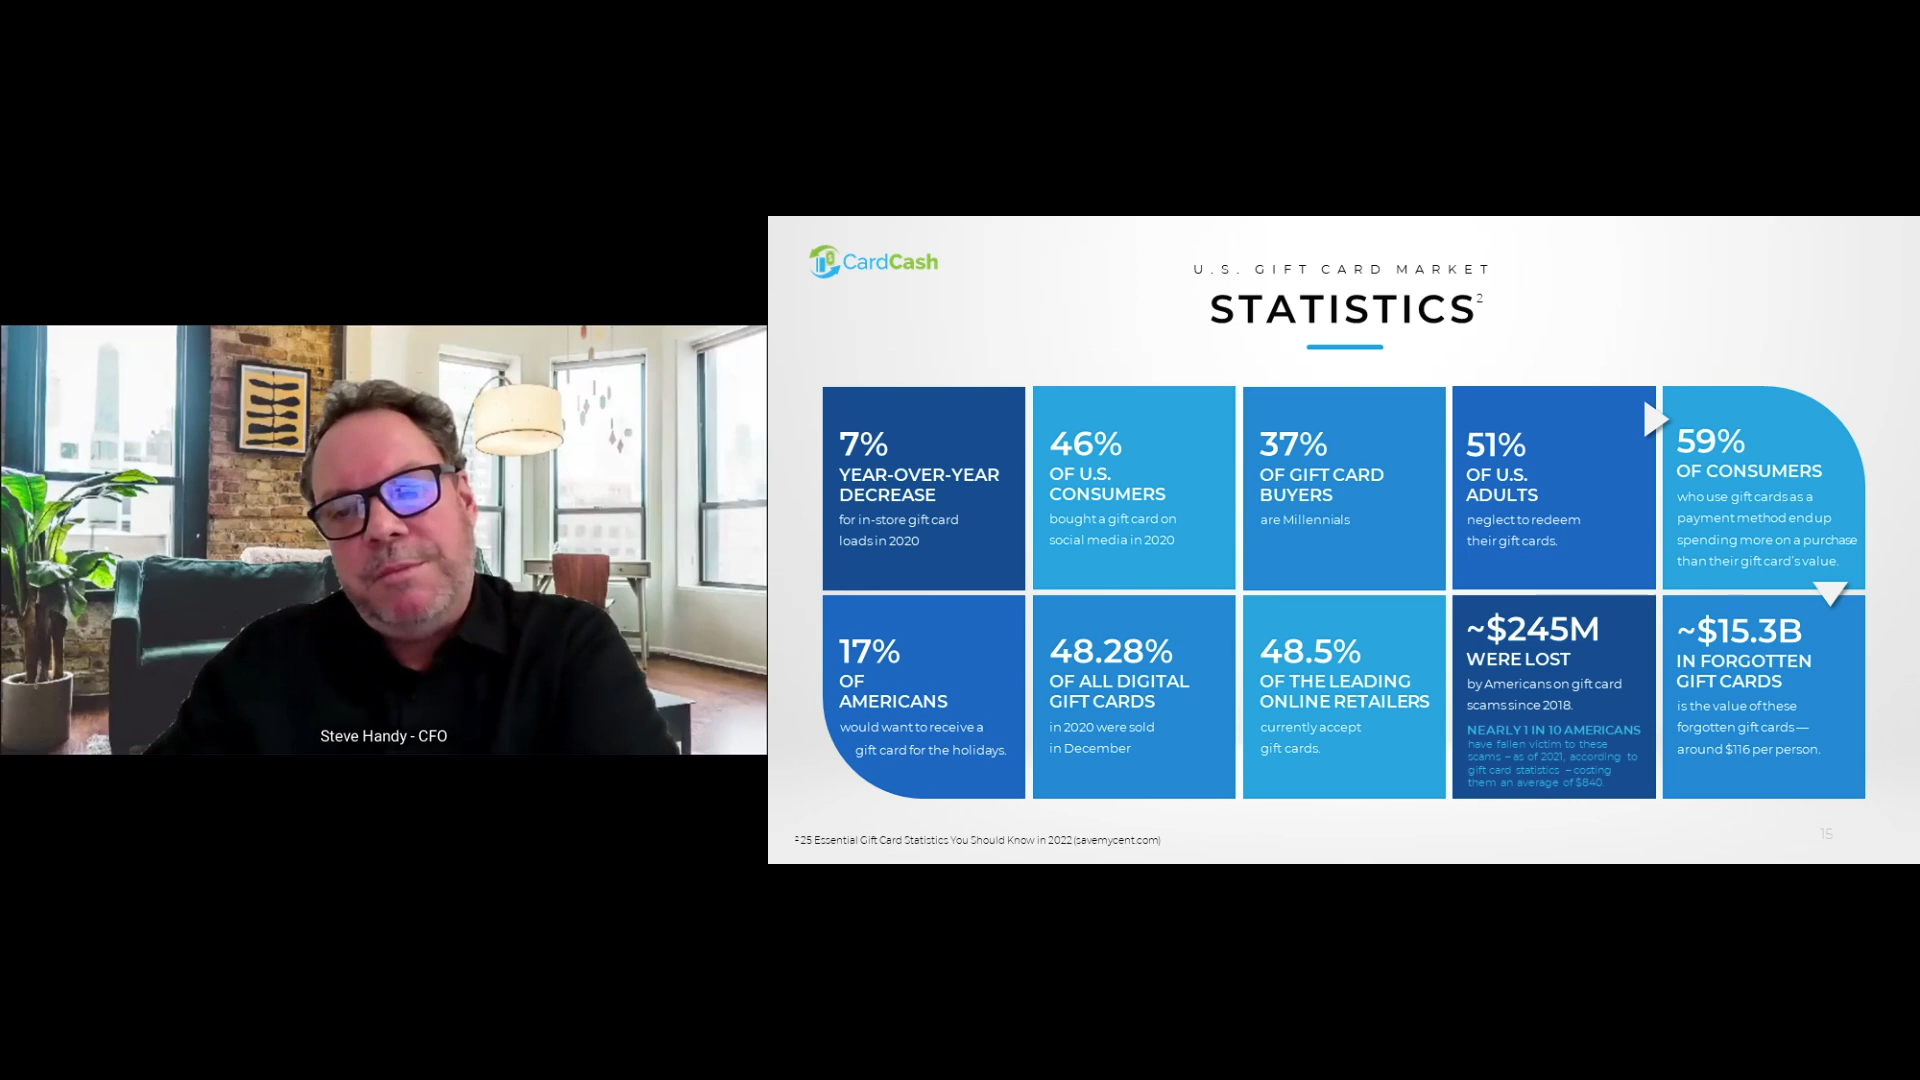 Steve Handy - CFO
CardCash
U.S. GIFT CARD MARKET
STATISTICS²
7%
YEAR-OVER-YEAR
DECREASE
for in-store gift card
loads in 2020
46%
OF U.S.
CONSUMERS
bought a gift card on
social media in 2020
37%
OF GIFT CARD
BUYERS
are Millennials
51%
OF U.S.
ADULTS
neglect to redeem
their gift cards.
59%
OF CONSUMERS
who use gift cards as a
payment method end up
spending more on a purchase
than their gift card's value.
17%
OF
AMERICANS
would want to receive a
gift card for the holidays.
48.28%
OF ALL DIGITAL
GIFT CARDS
in 2020 were sold
in December
48.5%
OF THE LEADING
ONLINE RETAILERS
currently accept
gift cards.
~$245M
WERE LOST
by Americans on gift card
scams since 2018.
NEARLY 1 IN 10 AMERICANS
have fallen victim to these
scams – as of 2021, according to
gift card statistics – costing
them an average of $840.
~$15.3B
IN FORGOTTEN
GIFT CARDS
is the value of these
forgotten gift cards —
around $116 per person.
² 25 Essential Gift Card Statistics You Should Know in 2022 (savemycent.com)
15